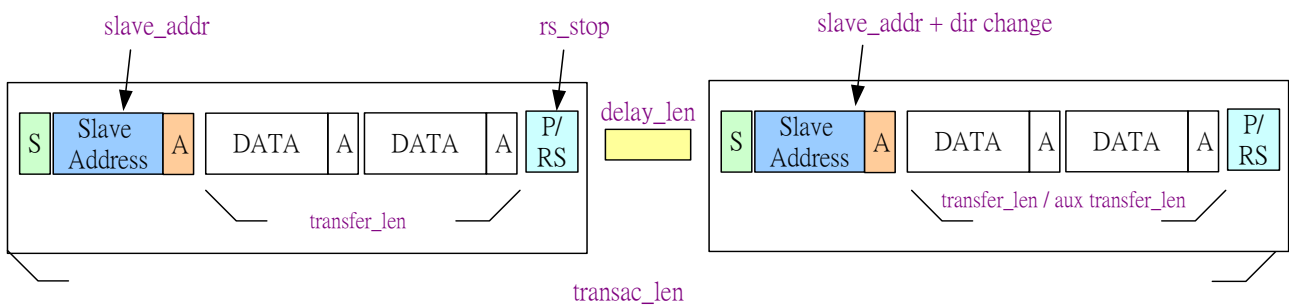 slave_addr
rs_stop
slave_addr + dir change
S
Slave
Address
A
DATA
A
DATA
A
P/
RS
delay_len
S
Slave
Address
A
DATA
A
DATA
A
P/
RS
transfer_len
transfer_len / aux transfer_len
transac_len